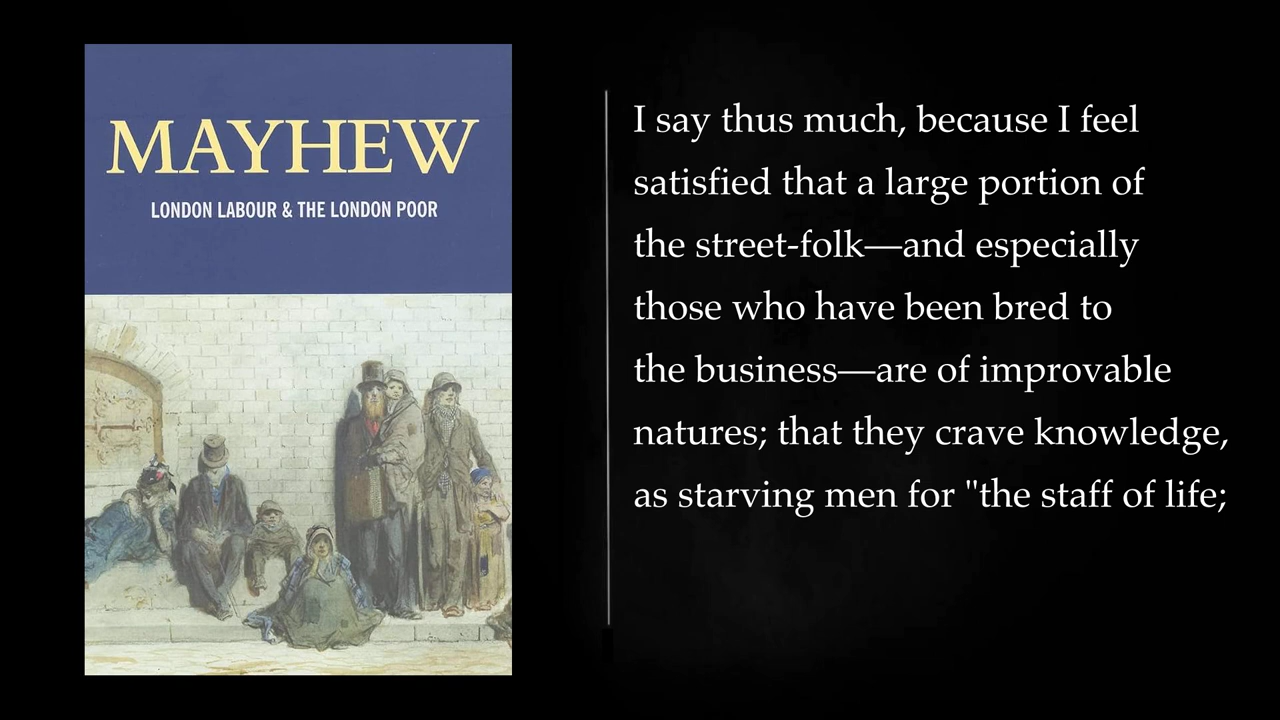 MAYHEW
LONDON LABOUR & THE LONDON POOR
I say thus much, because I feel
satisfied that a large portion of
the street-folk—and especially
those who have been bred to
the business—are of improvable
natures; that they crave knowledge,
as starving men for "the staff of life;